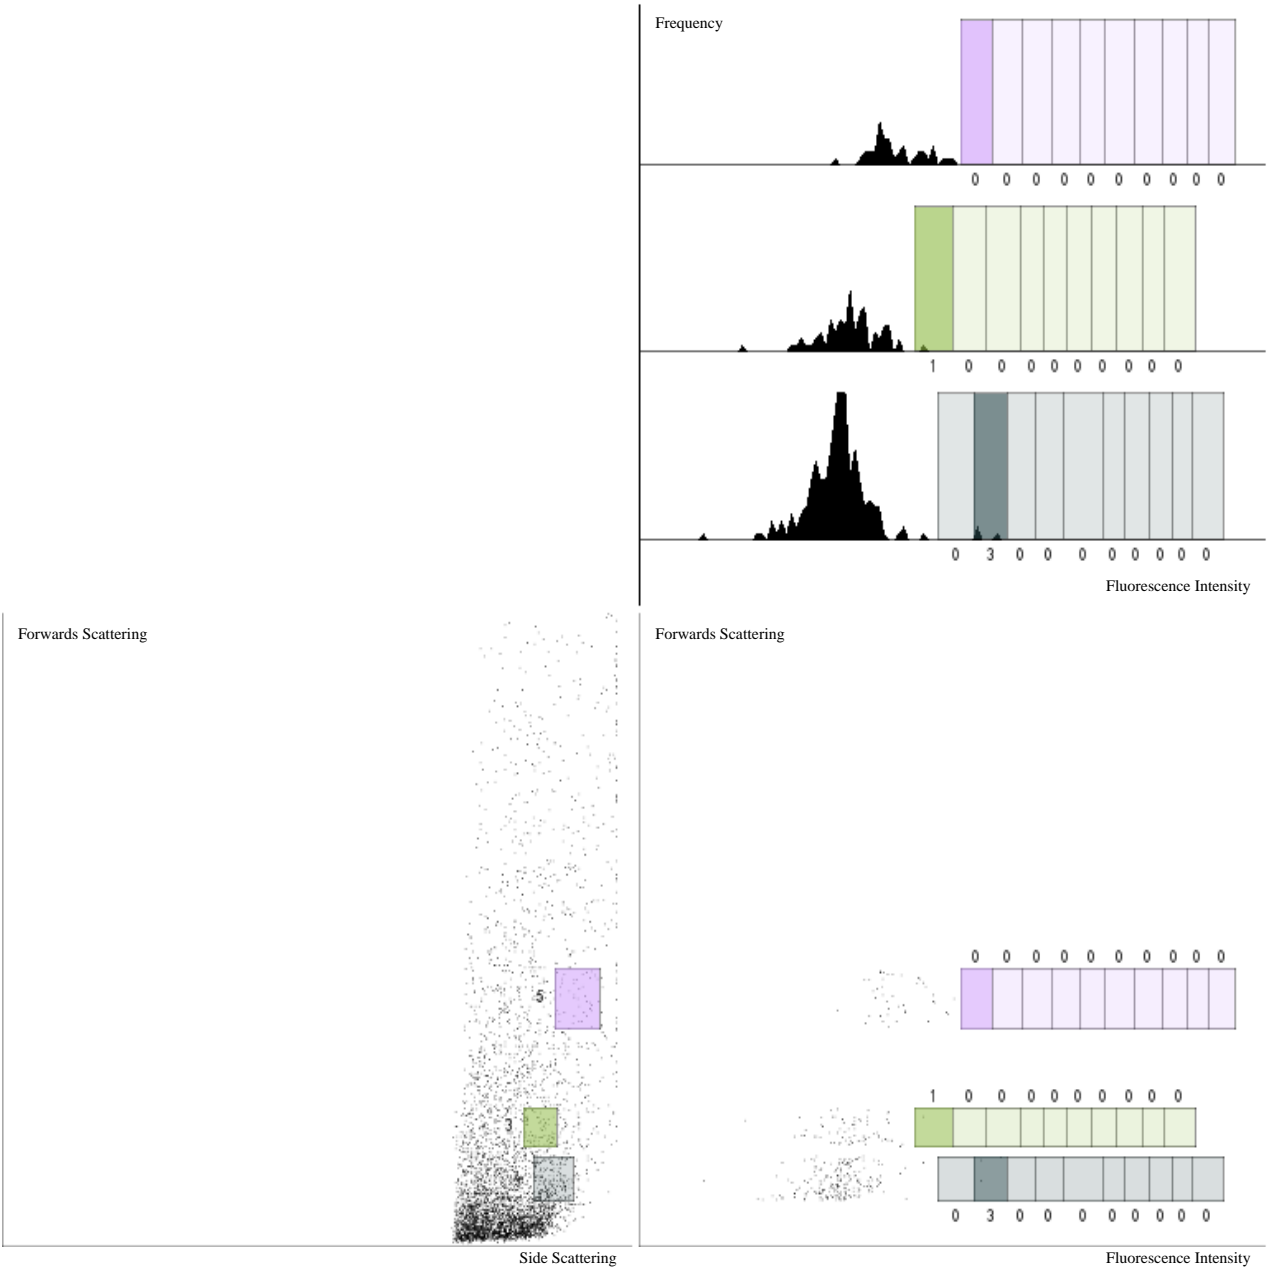 Frequency
0 0 0 0 0 0 0 0 0 0
1 0 0 0 0 0 0 0 0 0
0 3 0 0 0 0 0 0 0 0
Fluorescence Intensity
Forwards Scattering
Forwards Scattering
0 0 0 0 0 0 0 0 0 0
5
1 0 0 0 0 0 0 0 0 0
3
0 3 0 0 0 0 0 0 0 0
Side Scattering
Fluorescence Intensity